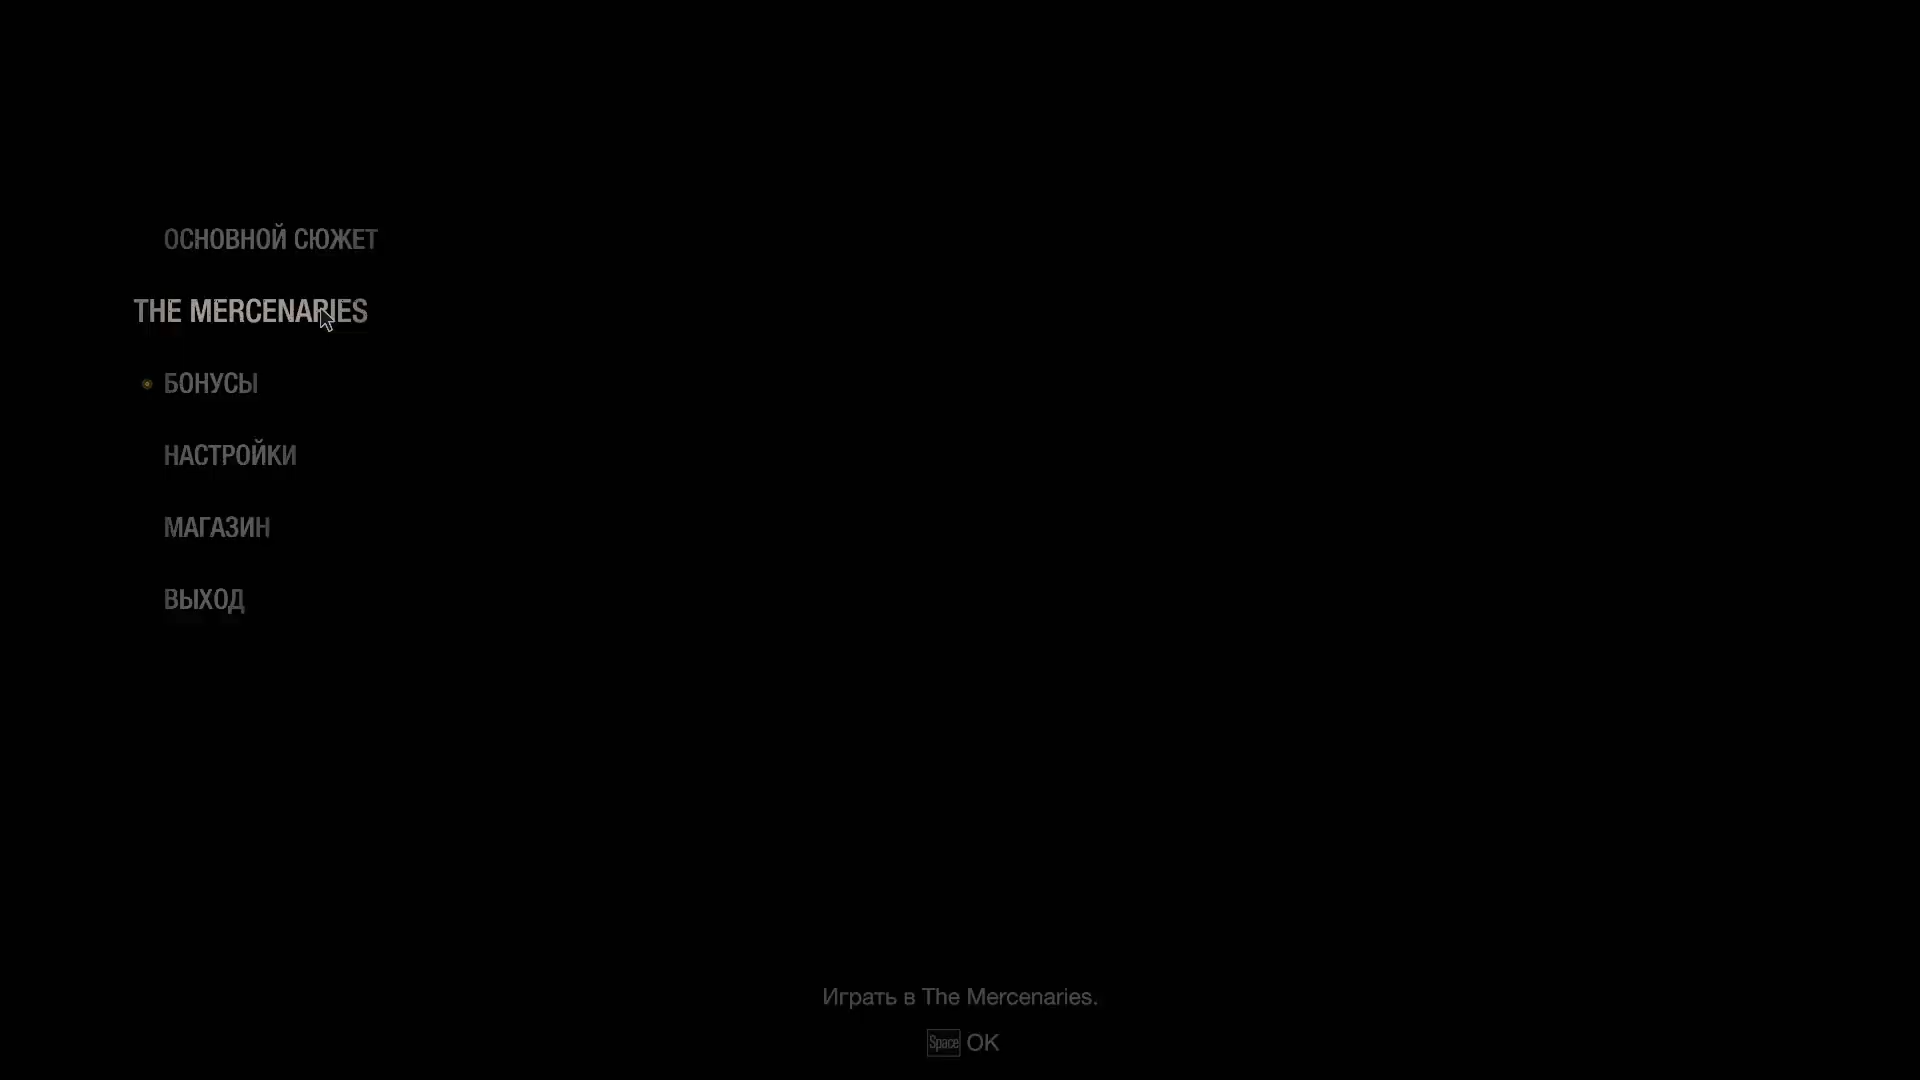 ОСНОВНОЙ СЮЖЕТ
THE MERCENARIES
БОНУСЫ
НАСТРОЙКИ
МАГАЗИН
ВЫХОД
Играть в The Mercenaries.
Space OK